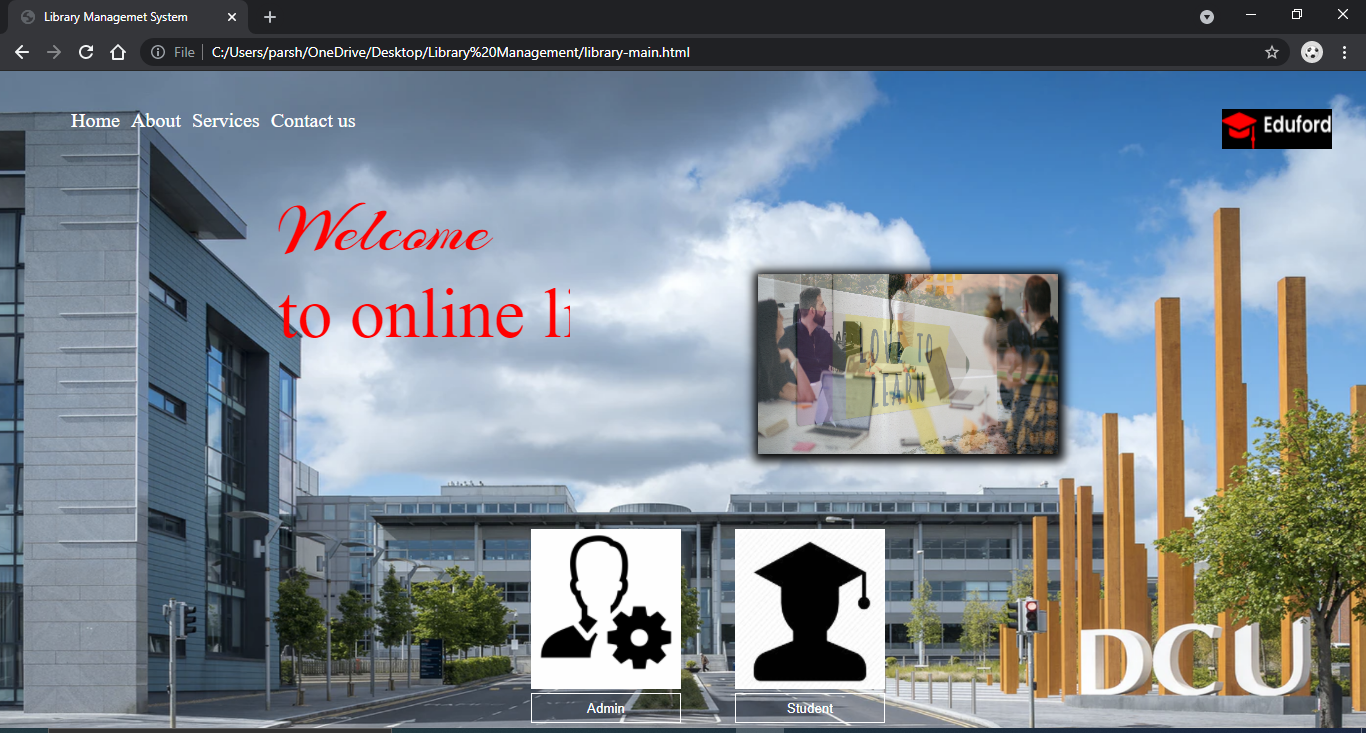 Library Managemet System
File C:/Users/parsh/OneDrive/Desktop/Library%20Management/library-main.html
Home About Services Contact us
Eduford
Welcome
to online li
LOVE TO
LEARN
DCU
Admin
Student